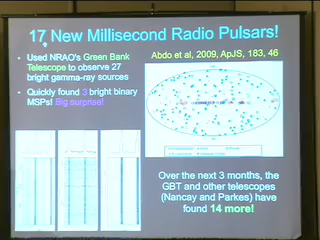 17 New Millisecond Radio Pulsars!
• Used NRAO's Green Bank
Telescope to observe 27
bright gamma-ray sources
• Quickly found 3 bright binary
MSPs! Big surprise!
Abdo et al, 2009, ApJS, 183, 46
Over the next 3 months, the
GBT and other telescopes
(Nancay and Parkes) have
found 14 more!